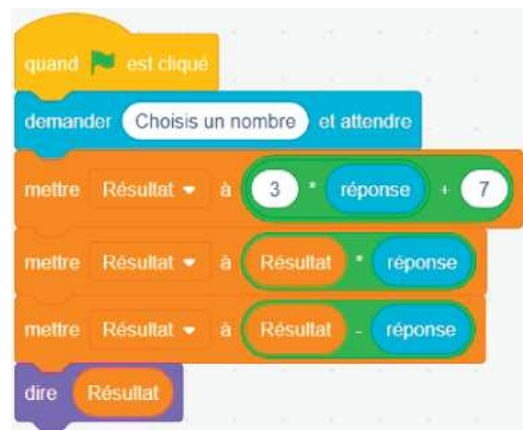 quand est cliqué
demander Choisis un nombre et attendre
mettre Résultat à 3 * réponse + 7
mettre Résultat à Résultat * réponse
mettre Résultat à Résultat - réponse
dire Résultat